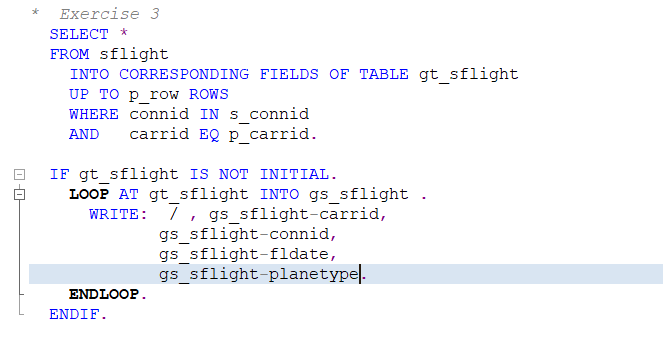 *  Exercise 3
SELECT *
FROM sflight
INTO CORRESPONDING FIELDS OF TABLE gt_sflight
UP TO p_row ROWS
WHERE connid IN s_connid
AND   carrid EQ p_carrid.
IF gt_sflight IS NOT INITIAL.
LOOP AT gt_sflight INTO gs_sflight .
WRITE:  / , gs_sflight-carrid,
gs_sflight-connid,
gs_sflight-fldate,
gs_sflight-planetype.
ENDLOOP.
ENDIF.